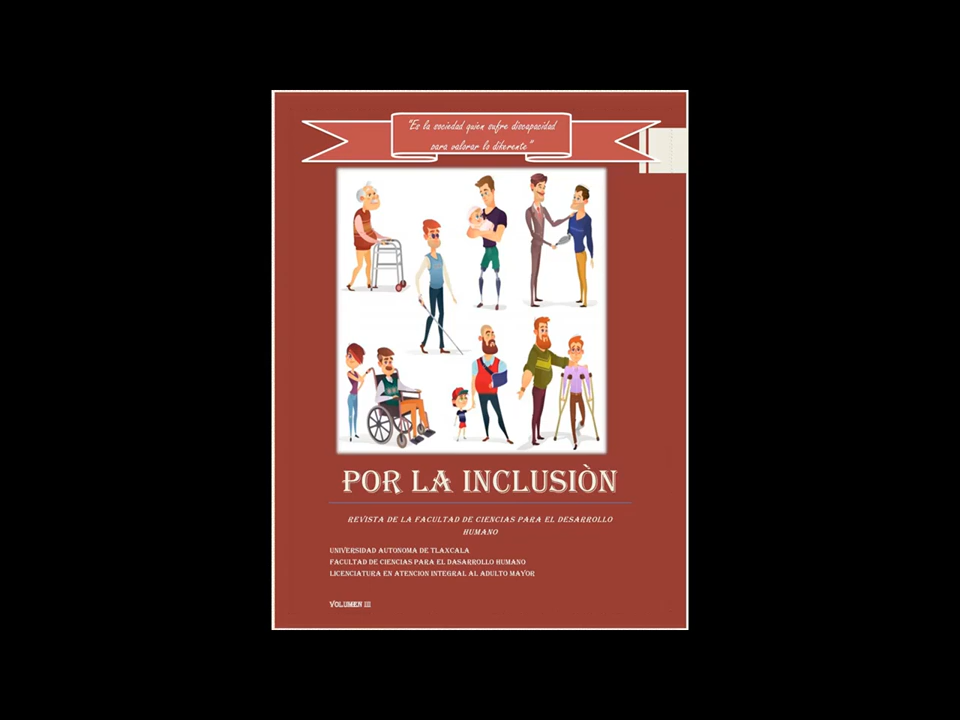 "Es la sociedad quien sufre discapacidad
para valorar lo diferente"
POR LA INCLUSIÒN
REVISTA DE LA FACULTAD DE CIENCIAS PARA EL DESARROLLO
HUMANO
UNIVERSIDAD AUTONOMA DE TLAXCALA
FACULTAD DE CIENCIAS PARA EL DASARROLLO HUMANO
LICENCIATURA EN ATENCION INTEGRAL AL ADULTO MAYOR
VOLUMEN III